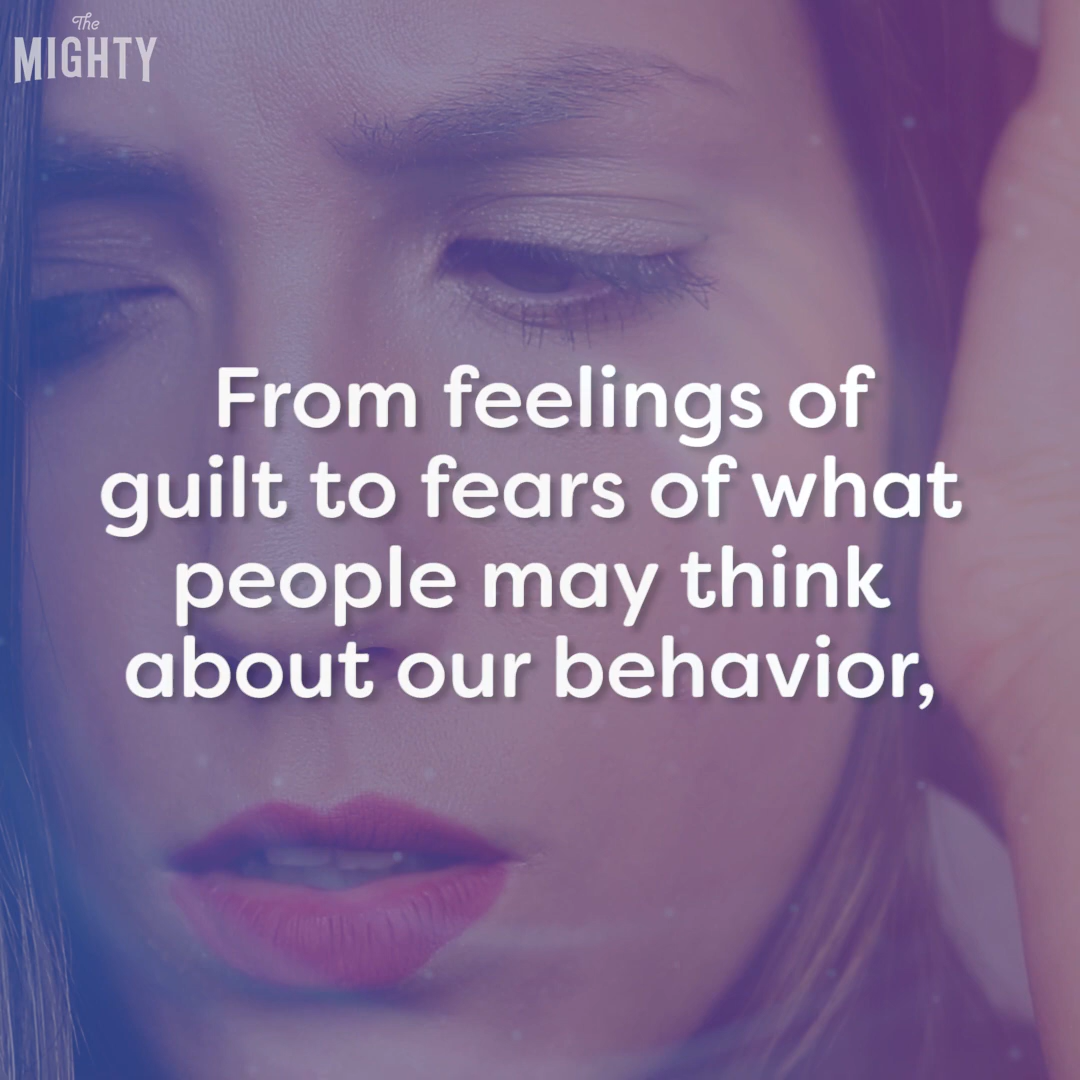 The
MIGHTY
From feelings of
guilt to fears of what
people may think
about our behavior,